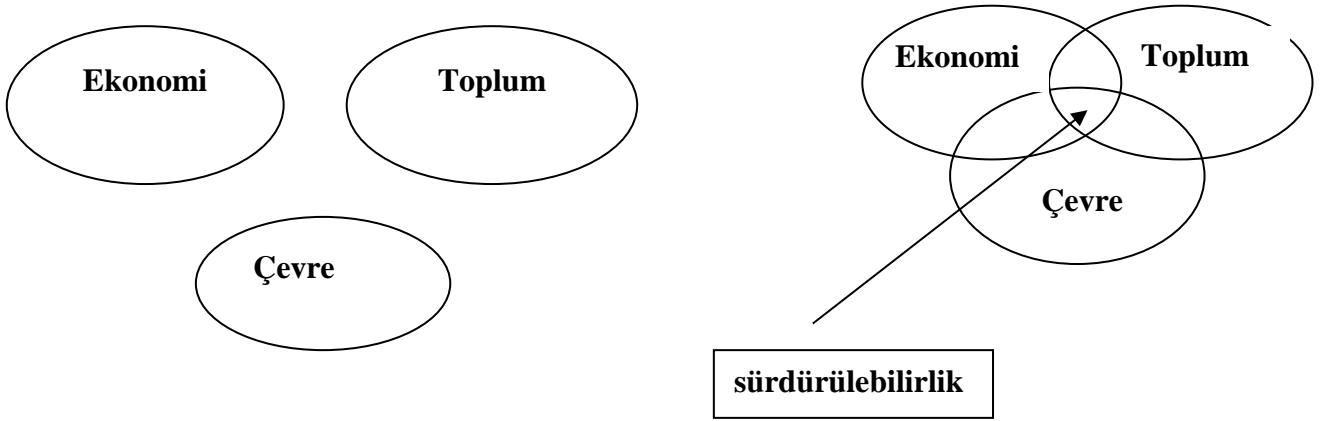 Ekonomi
Toplum
Çevre
Ekonomi
Toplum
Çevre
sürdürülebilirlik